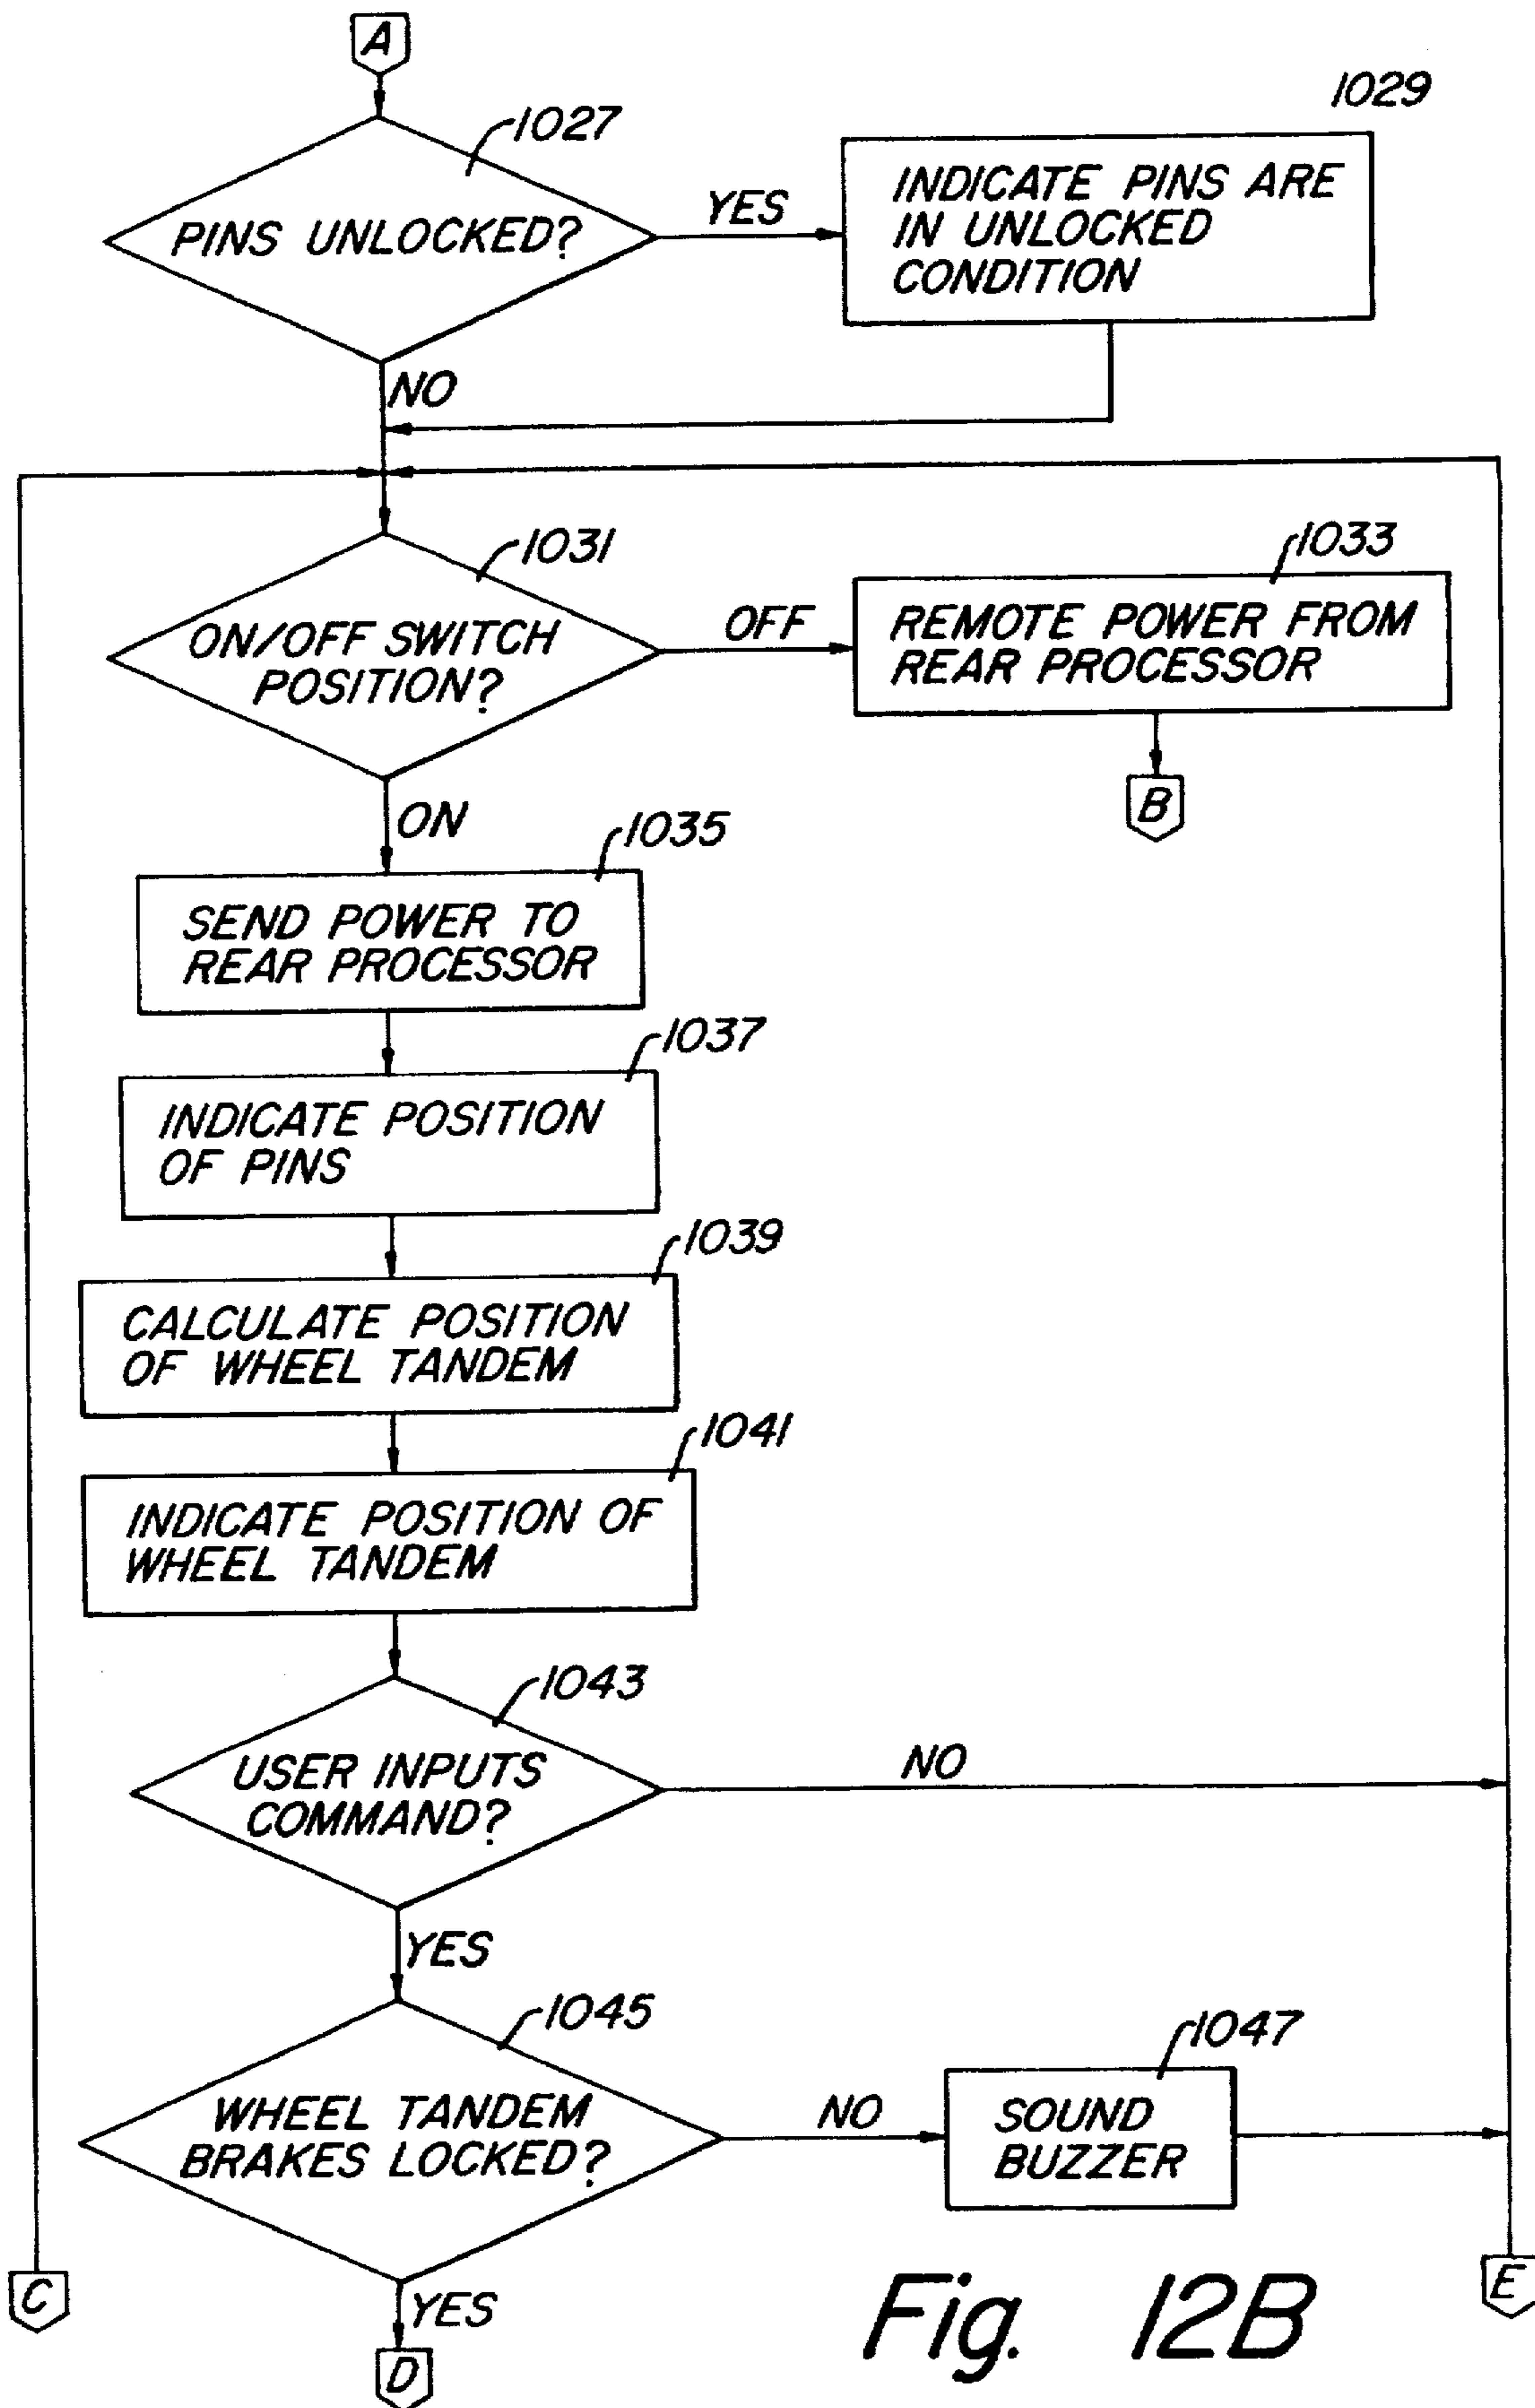 A
1027
1029
PINS UNLOCKED?
YES
INDICATE PINS ARE
IN UNLOCKED
CONDITION
NO
1031
1033
ON/OFF SWITCH
POSITION?
OFF
REMOTE POWER FROM
REAR PROCESSOR
B
ON
1035
SEND POWER TO
REAR PROCESSOR
1037
INDICATE POSITION
OF PINS
1039
CALCULATE POSITION
OF WHEEL TANDEM
1041
INDICATE POSITION OF
WHEEL TANDEM
1043
USER INPUTS
COMMAND?
NO
YES
1045
1047
WHEEL TANDEM
BRAKES LOCKED?
NO
SOUND
BUZZER
C
YES
D
E
Fig. 12B